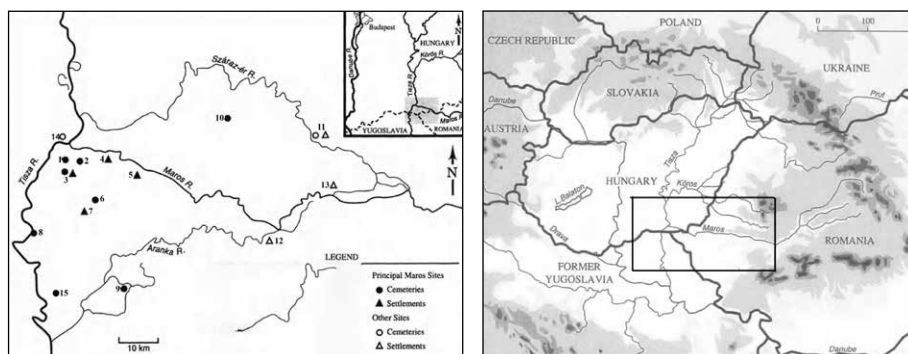 Budapest
N
HUNGARY
Körös R.
Danube R.
Tisza R.
Maros R.
YUGOSLAVIA
ROMANIA
Száraz-ér R.
10
11
14
1
2
4
3
5
Maros R.
13
Tisza R.
6
7
8
12
Aranka R.
N
9
15
10 km
LEGEND
Principal Maros Sites
Cemeteries
Settlements
Other Sites
Cemeteries
Settlements
POLAND
0 100
CZECH REPUBLIC
UKRAINE
SLOVAKIA
Prut
Danube
AUSTRIA
Tisza
HUNGARY
Körös
L. Balaton
Drava
Maros
ROMANIA
FORMER
YUGOSLAVIA
Danube
N